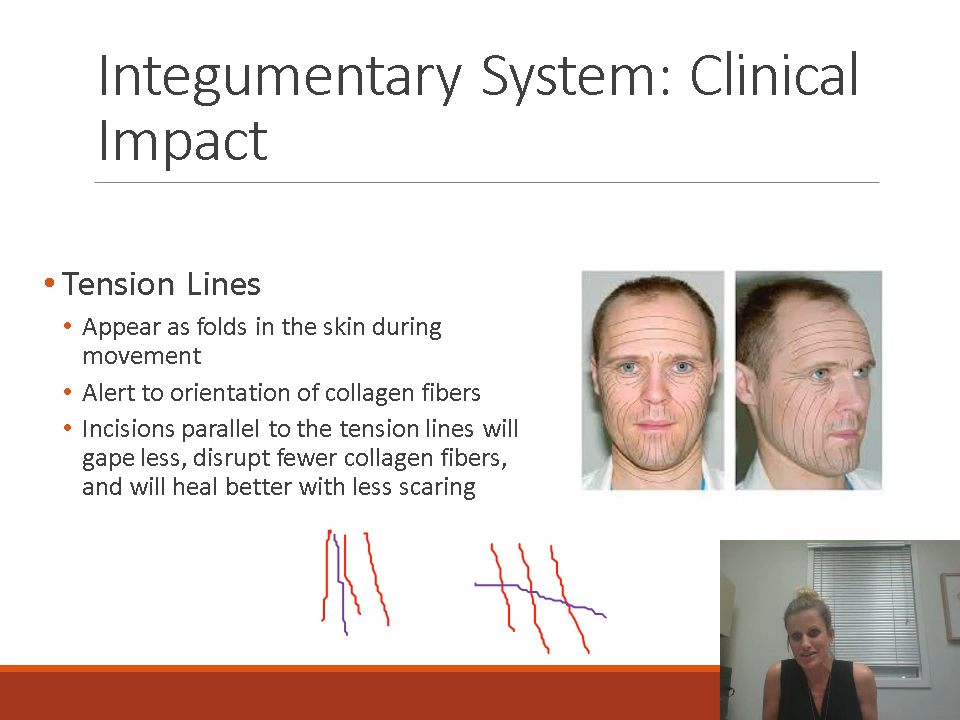 Integumentary System: Clinical
Impact
• Tension Lines
• Appear as folds in the skin during
movement
• Alert to orientation of collagen fibers
• Incisions parallel to the tension lines will
gape less, disrupt fewer collagen fibers,
and will heal better with less scaring